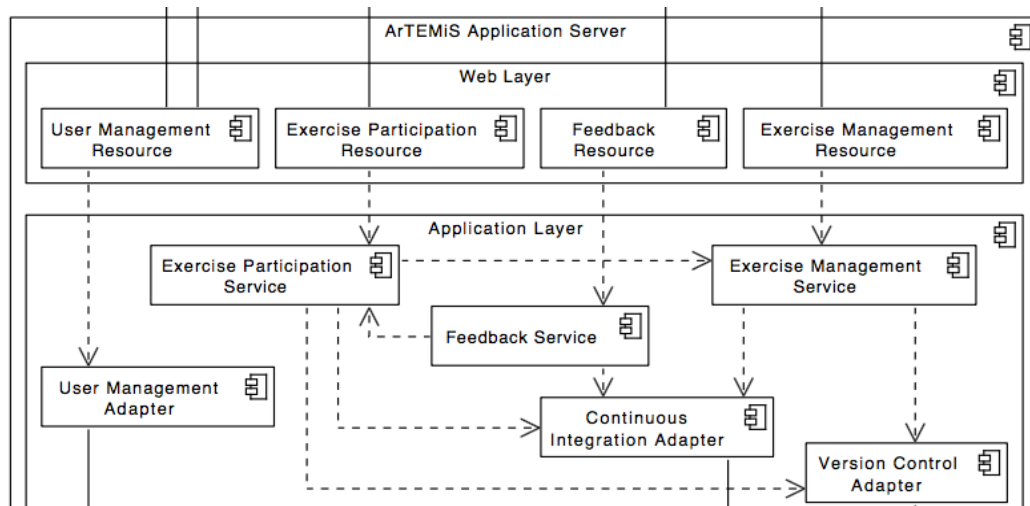 ArTEMiS Application Server
Web Layer
User Management
Resource
Exercise Participation
Resource
Feedback
Resource
Exercise Management
Resource
Application Layer
Exercise Participation
Service
Exercise Management
Service
Feedback Service
User Management
Adapter
Continuous
Integration Adapter
Version Control
Adapter